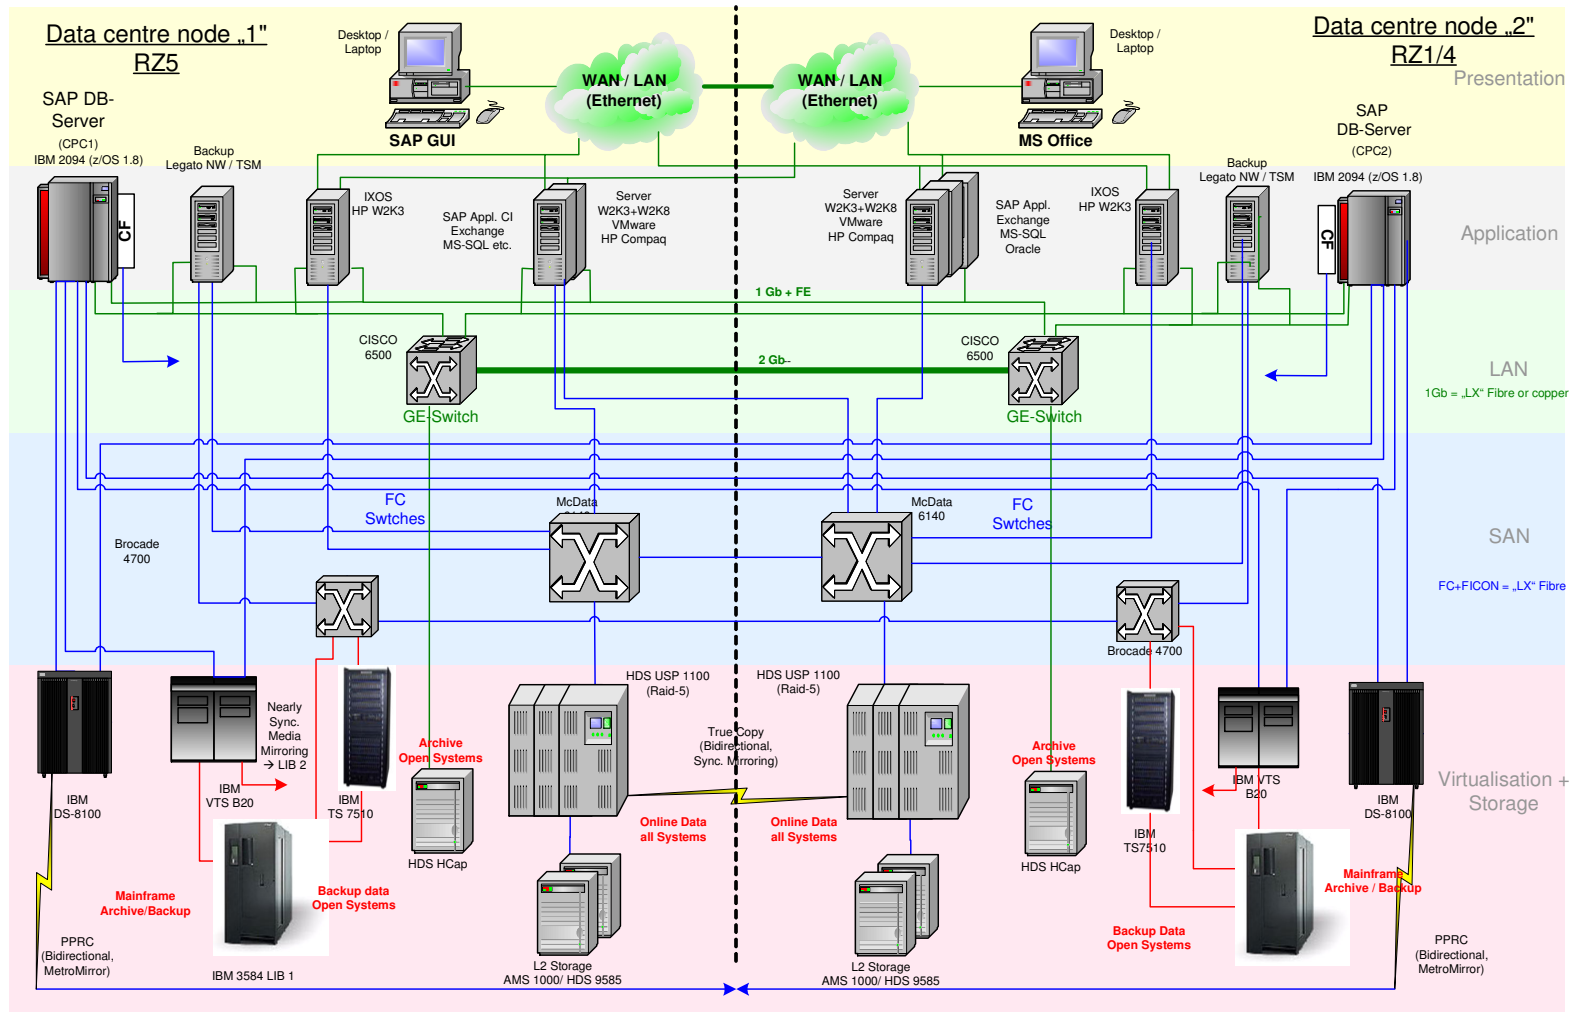 Data centre node „1"
RZ5
Desktop /
Laptop
WAN / LAN
(Ethernet)
SAP GUI
WAN / LAN
(Ethernet)
Desktop /
Laptop
MS Office
Data centre node „2"
RZ1/4
Presentation
SAP DB-
Server
(CPC1)
IBM 2094 (z/OS 1.8)
Backup
Legato NW / TSM
IXOS
HP W2K3
SAP Appl. CI
Exchange
MS-SQL etc.
Server
W2K3+W2K8
VMware
HP Compaq
Server
W2K3+W2K8
VMware
HP Compaq
SAP Appl.
Exchange
MS-SQL
Oracle
IXOS
HP W2K3
Backup
Legato NW / TSM
SAP
DB-Server
(CPC2)
IBM 2094 (z/OS 1.8)
CF
CF
Application
1 Gb + FE
CISCO
6500
2 Gb--
CISCO
6500
GE-Switch
GE-Switch
LAN
1Gb = „LX“ Fibre or copper
FC
Swtches
McData
McData
6140
FC
Swtches
Brocade
4700
SAN
FC+FICON = „LX“ Fibre
Brocade 4700
HDS USP 1100
(Raid-5)
HDS USP 1100
(Raid-5)
Nearly
Sync.
Media
Mirroring
→ LIB 2
Archive
Open Systems
True Copy
(Bidirectional,
Sync. Mirroring)
Archive
Open Systems
IBM
DS-8100
IBM
VTS B20
IBM
TS 7510
HDS HCap
Online Data
all Systems
Online Data
all Systems
HDS HCap
IBM
TS7510
IBM VTS
B20
IBM
DS-8100
Virtualisation +
Storage
Mainframe
Archive/Backup
Backup data
Open Systems
Mainframe
Archive / Backup
Backup Data
Open Systems
PPRC
(Bidirectional,
MetroMirror)
IBM 3584 LIB 1
L2 Storage
AMS 1000/ HDS 9585
L2 Storage
AMS 1000/ HDS 9585
PPRC
(Bidirectional,
MetroMirror)